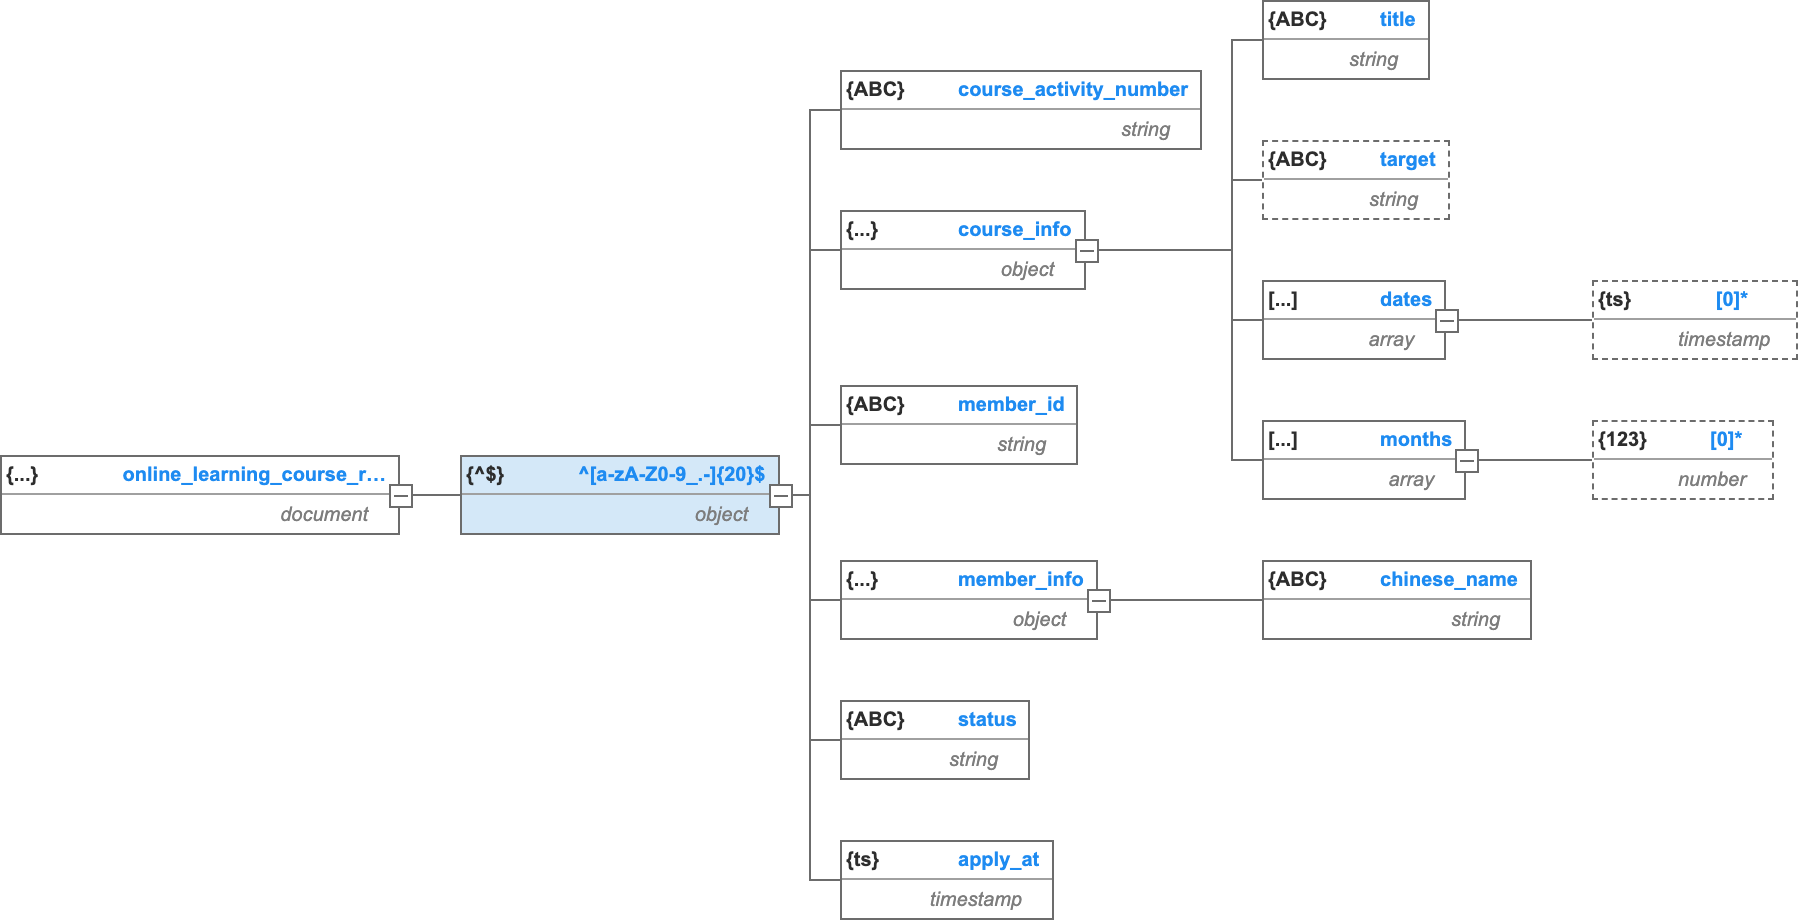 {...} online_learning_course_r...
document
{^$} ^[a-zA-Z0-9_.-]{20}$
object
{ABC} course_activity_number
string
{...} course_info
object
{ABC} title
string
{ABC} target
string
[...] dates
array
{ts} [0]*
timestamp
[...] months
array
{123} [0]*
number
{ABC} member_id
string
{...} member_info
object
{ABC} chinese_name
string
{ABC} status
string
{ts} apply_at
timestamp